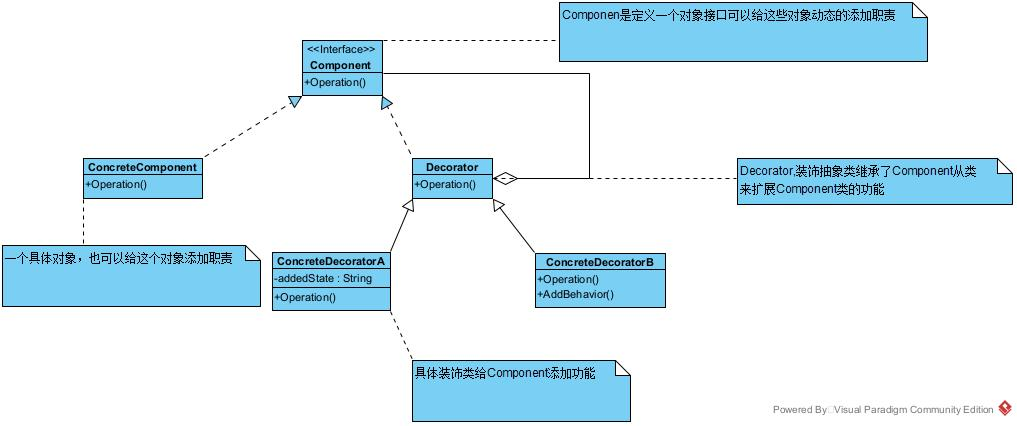 Componen是定义一个对象接口可以给这些对象动态的添加职责
<<Interface>>
Component
+Operation()
ConcreteComponent
+Operation()
Decorator
+Operation()
Decorator,装饰抽象类继承了Component从类
来扩展Component类的功能
一个具体对象，也可以给这个对象添加职责
ConcreteDecoratorA
-addedState : String
+Operation()
ConcreteDecoratorB
+Operation()
+AddBehavior()
具体装饰类给Component添加功能
Powered By Visual Paradigm Community Edition